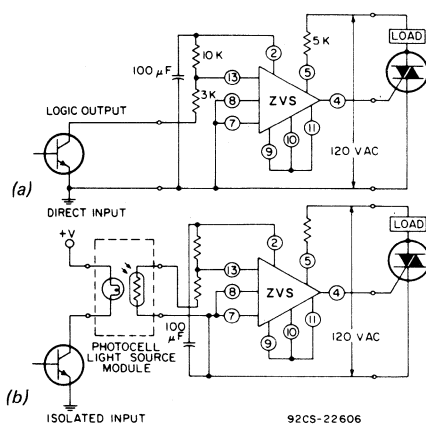 100 μF
10 K
2
5 K
LOAD
LOGIC OUTPUT
13
3K
8
ZVS
5
4
7
11
9
10
120 VAC
(a)
DIRECT INPUT
+V
2
LOAD
13
5
8
ZVS
4
7
100 μF
11
9
10
120 VAC
PHOTOCELL
LIGHT SOURCE
MODULE
(b)
ISOLATED INPUT
92CS-22606